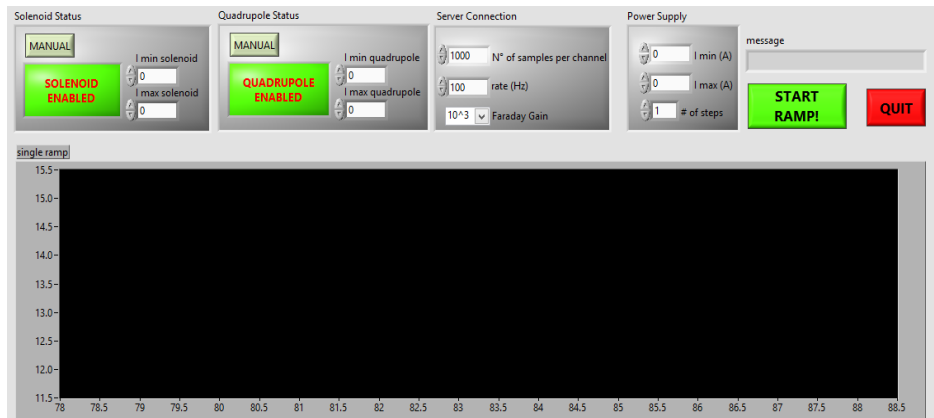 Solenoid Status
MANUAL
SOLENOID
ENABLED
I min solenoid
0
I max solenoid
0
Quadrupole Status
MANUAL
QUADRUPOLE
ENABLED
I min quadrupole
0
I max quadrupole
0
Server Connection
1000 N° of samples per channel
100 rate (Hz)
10^3 Faraday Gain
Power Supply
0 I min (A)
0 I max (A)
1 # of steps
message
START
RAMP!
QUIT
single ramp
15.5
15.0
14.5
14.0
13.5
13.0
12.5
12.0
11.5
78 78.5 79 79.5 80 80.5 81 81.5 82 82.5 83 83.5 84 84.5 85 85.5 86 86.5 87 87.5 88 88.5